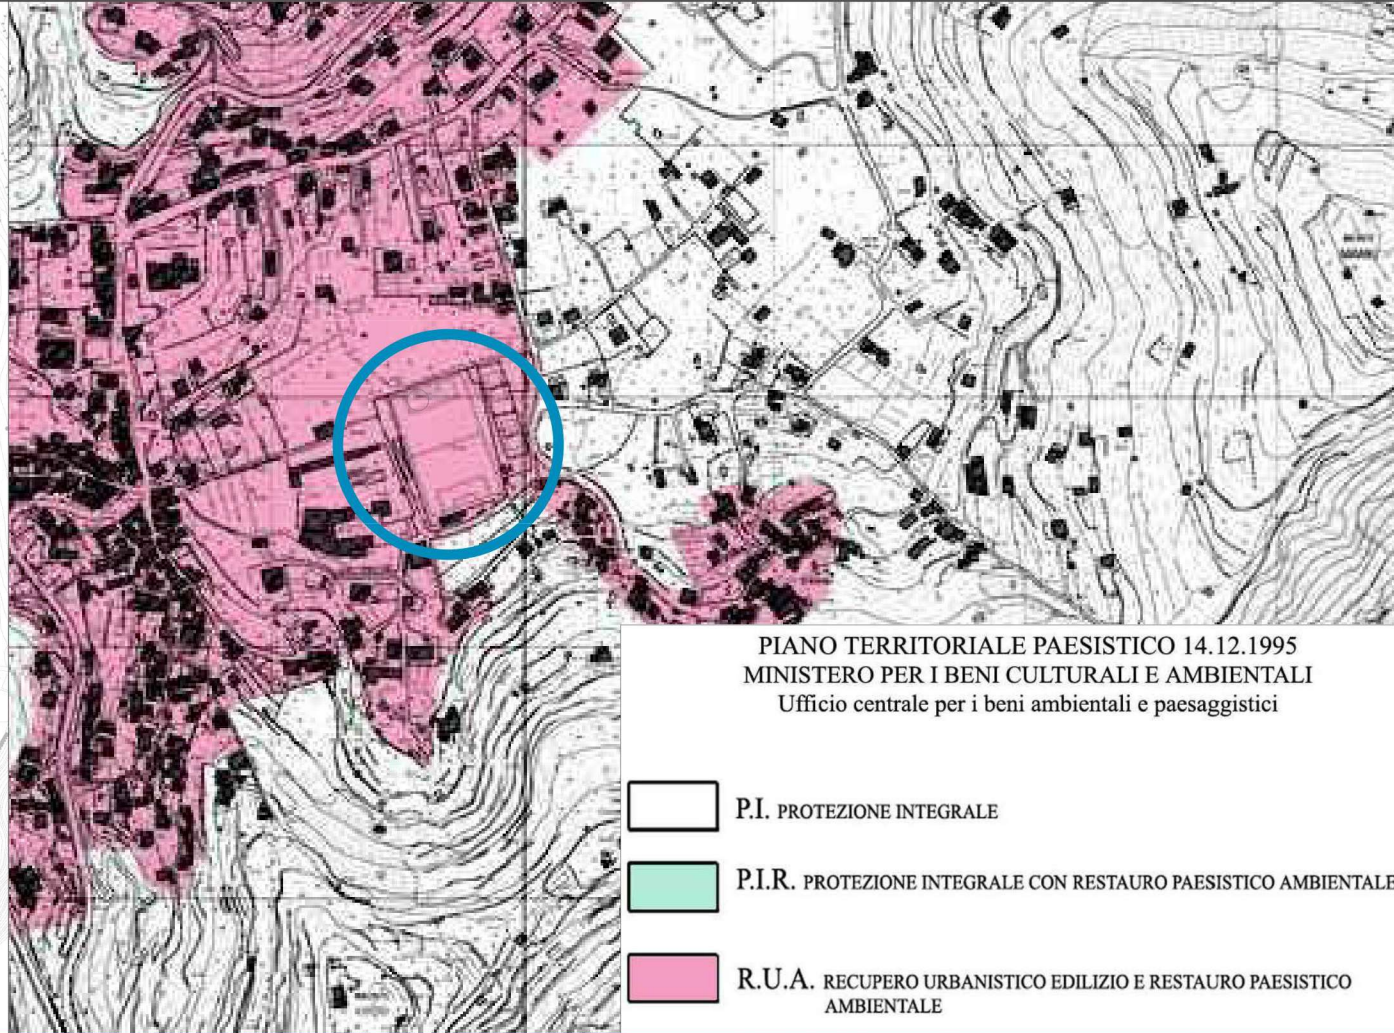 PIANO TERRITORIALE PAESISTICO 14.12.1995
MINISTERO PER I BENI CULTURALI E AMBIENTALI
Ufficio centrale per i beni ambientali e paesaggistici
P.I. PROTEZIONE INTEGRALE
P.I.R. PROTEZIONE INTEGRALE CON RESTAURO PAESISTICO AMBIENTALE
R.U.A. RECUPERO URBANISTICO EDILIZIO E RESTAURO PAESISTICO
AMBIENTALE